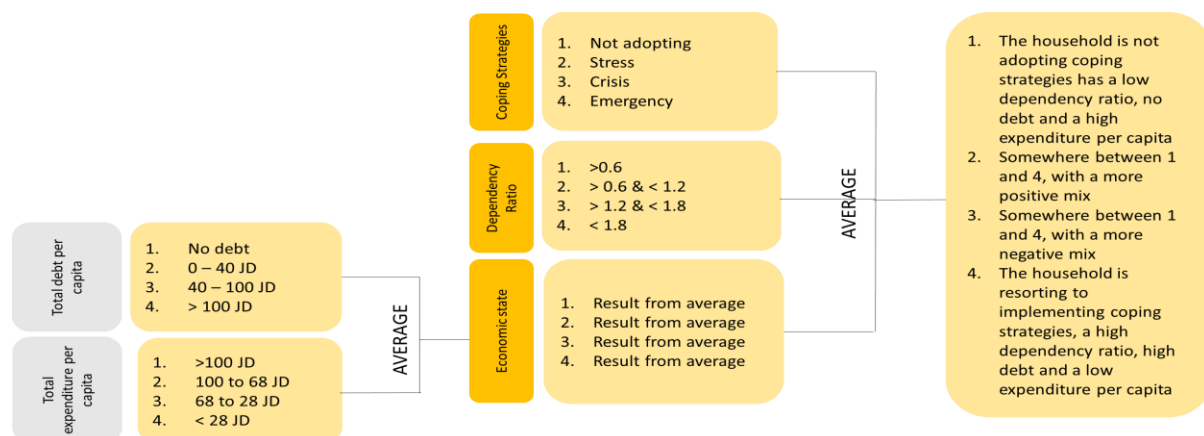 Total debt per
capita
1. No debt
2. 0 – 40 JD
3. 40 – 100 JD
4. > 100 JD
Total
expenditure per
capita
1. >100 JD
2. 100 to 68 JD
3. 68 to 28 JD
4. < 28 JD
AVERAGE
Coping Strategies
1. Not adopting
2. Stress
3. Crisis
4. Emergency
Dependency
Ratio
1. >0.6
2. > 0.6 & < 1.2
3. > 1.2 & < 1.8
4. < 1.8
Economic state
1. Result from average
2. Result from average
3. Result from average
4. Result from average
AVERAGE
1. The household is not
adopting coping
strategies has a low
dependency ratio, no
debt and a high
expenditure per capita
2. Somewhere between 1
and 4, with a more
positive mix
3. Somewhere between 1
and 4, with a more
negative mix
4. The household is
resorting to
implementing coping
strategies, a high
dependency ratio, high
debt and a low
expenditure per capita